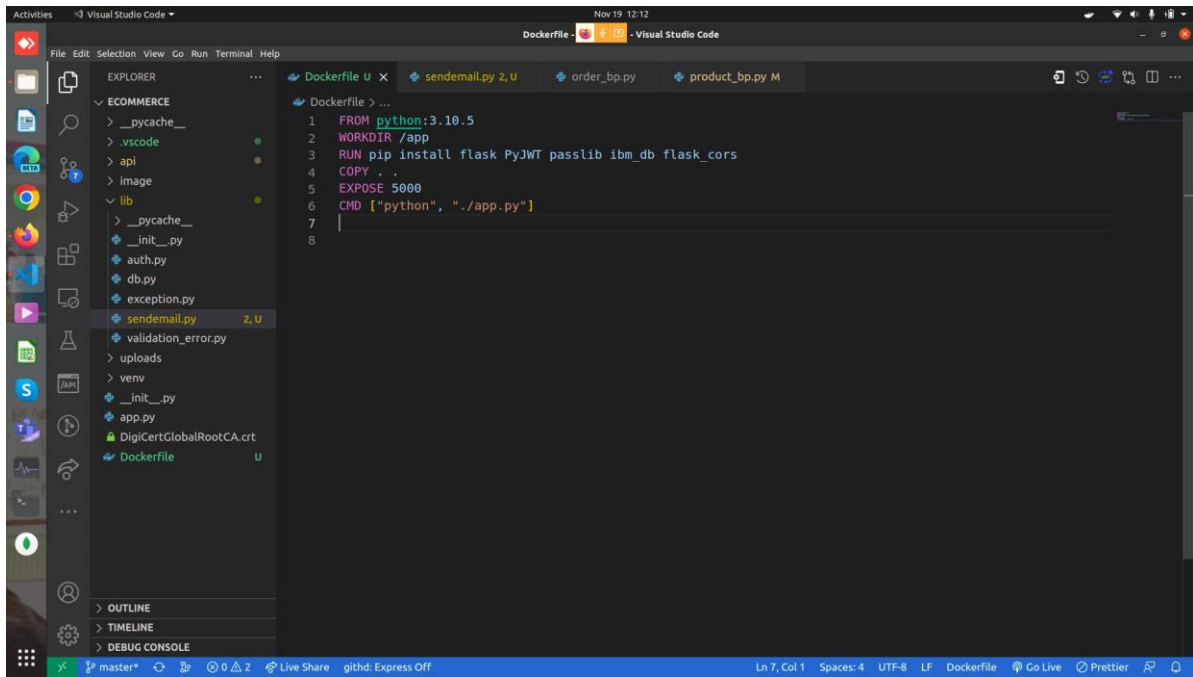 Activities
Visual Studio Code
Nov 19 12:12
Dockerfile -
- Visual Studio Code
File Edit Selection View Go Run Terminal Help
EXPLORER
Dockerfile U
sendemail.py 2, U
order_bp.py
product_bp.py M
ECOMMERCE
Dockerfile > ...
__pycache__
.vscode
api
image
lib
__pycache__
__init__.py
auth.py
db.py
exception.py
sendemail.py 2, U
validation_error.py
uploads
venv
__init__.py
app.py
DigiCertGlobalRootCA.crt
Dockerfile U
1 FROM python:3.10.5
2 WORKDIR /app
3 RUN pip install flask PyJWT passlib ibm_db flask_cors
4 COPY . .
5 EXPOSE 5000
6 CMD ["python", "./app.py"]
7
8
BETA
7
/API
OUTLINE
TIMELINE
DEBUG CONSOLE
master* 0 2 Live Share githd: Express Off
Ln 7, Col 1 Spaces: 4 UTF-8 LF Dockerfile Go Live Prettier